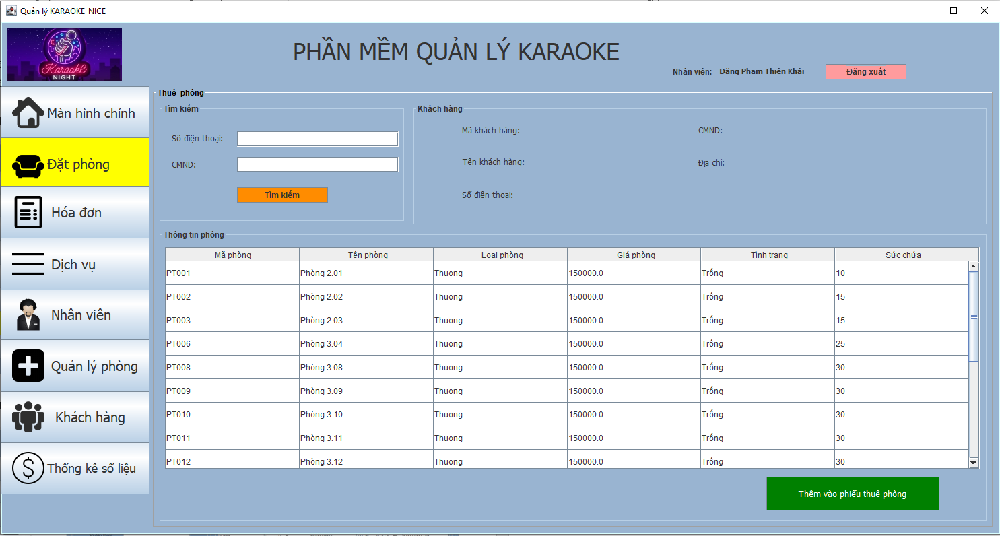 Quản lý KARAOKE_NICE
Karaoke
NIGHT
PHẦN MỀM QUẢN LÝ KARAOKE
Nhân viên: Đặng Phạm Thiên Khải Đăng xuất
Màn hình chính
Đặt phòng
Hóa đơn
Dịch vụ
Nhân viên
Quản lý phòng
Khách hàng
Thống kê số liệu
Thuê phòng
Tìm kiếm
Số điện thoại:
CMND:
Tìm kiếm
Khách hàng
Mã khách hàng: CMND:
Tên khách hàng: Địa chỉ:
Số điện thoại:
Thông tin phòng
Mã phòng Tên phòng Loại phòng Giá phòng Tình trạng Sức chứa
PT001 Phòng 2.01 Thuong 150000.0 Trống 10
PT002 Phòng 2.02 Thuong 150000.0 Trống 15
PT003 Phòng 2.03 Thuong 150000.0 Trống 15
PT006 Phòng 3.04 Thuong 150000.0 Trống 25
PT008 Phòng 3.08 Thuong 150000.0 Trống 30
PT009 Phòng 3.09 Thuong 150000.0 Trống 30
PT010 Phòng 3.10 Thuong 150000.0 Trống 30
PT011 Phòng 3.11 Thuong 150000.0 Trống 30
PT012 Phòng 3.12 Thuong 150000.0 Trống 30
Thêm vào phiếu thuê phòng